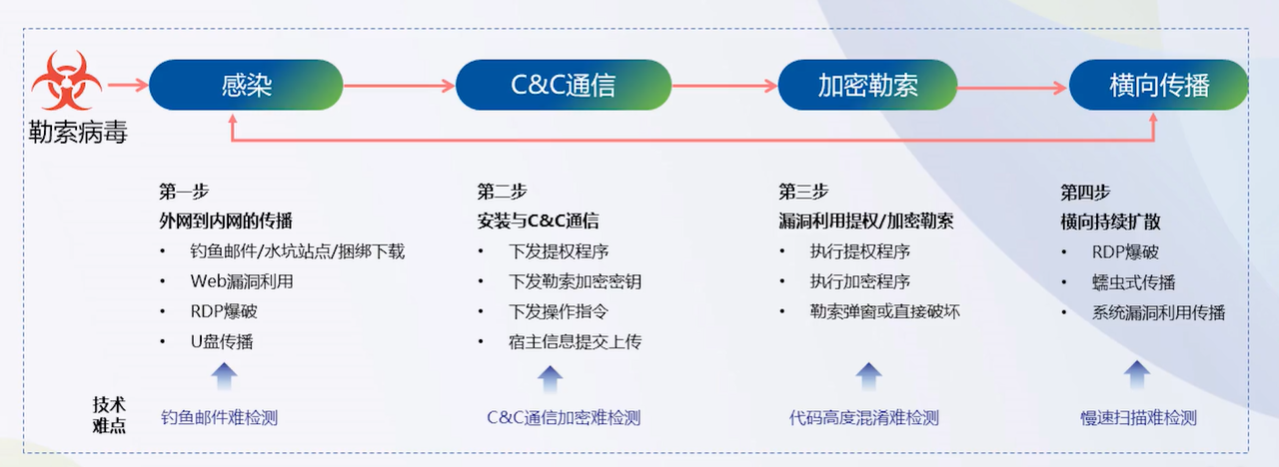 勒索病毒
感染
C&C通信
加密勒索
横向传播
第一步
外网到内网的传播
• 钓鱼邮件/水坑站点/捆绑下载
• Web漏洞利用
• RDP爆破
• U盘传播
第二步
安装与C&C通信
• 下发提权程序
• 下发勒索加密密钥
• 下发操作指令
• 宿主信息提交上传
第三步
漏洞利用提权/加密勒索
• 执行提权程序
• 执行加密程序
• 勒索弹窗或直接破坏
第四步
横向持续扩散
• RDP爆破
• 蠕虫式传播
• 系统漏洞利用传播
技术
难点
钓鱼邮件难检测
C&C通信加密难检测
代码高度混淆难检测
慢速扫描难检测